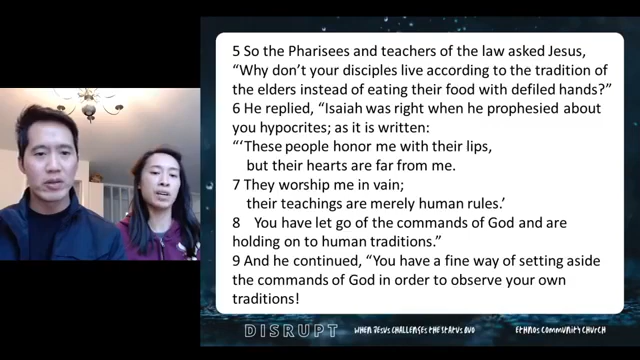 5 So the Pharisees and teachers of the law asked Jesus,
“Why don’t your disciples live according to the tradition of
the elders instead of eating their food with defiled hands?”
6 He replied, “Isaiah was right when he prophesied about
you hypocrites; as it is written:
“‘These people honor me with their lips,
but their hearts are far from me.
7 They worship me in vain;
their teachings are merely human rules.’
8 You have let go of the commands of God and are
holding on to human traditions.”
9 And he continued, “You have a fine way of setting aside
the commands of God in order to observe your own
traditions!
DISRUPT WHEN JESUS CHALLENGES THE STATUS QUO ETHNOS COMMUNITY CHURCH